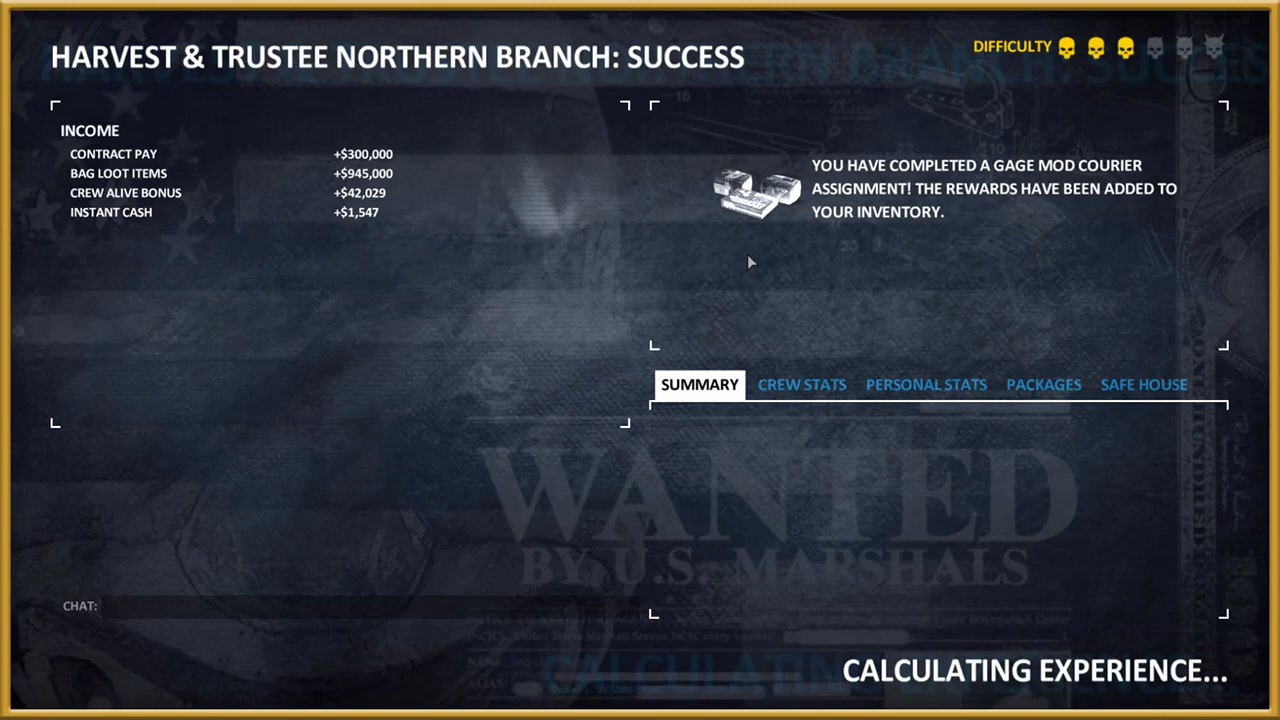 HARVEST & TRUSTEE NORTHERN BRANCH: SUCCESS
DIFFICULTY
INCOME
CONTRACT PAY +$300,000
BAG LOOT ITEMS +$945,000
CREW ALIVE BONUS +$42,029
INSTANT CASH +$1,547
YOU HAVE COMPLETED A GAGE MOD COURIER
ASSIGNMENT! THE REWARDS HAVE BEEN ADDED TO
YOUR INVENTORY.
SUMMARY CREW STATS PERSONAL STATS PACKAGES SAFE HOUSE
WANTED
BY U.S. MARSHALS
CHAT:
CALCULATING EXPERIENCE...